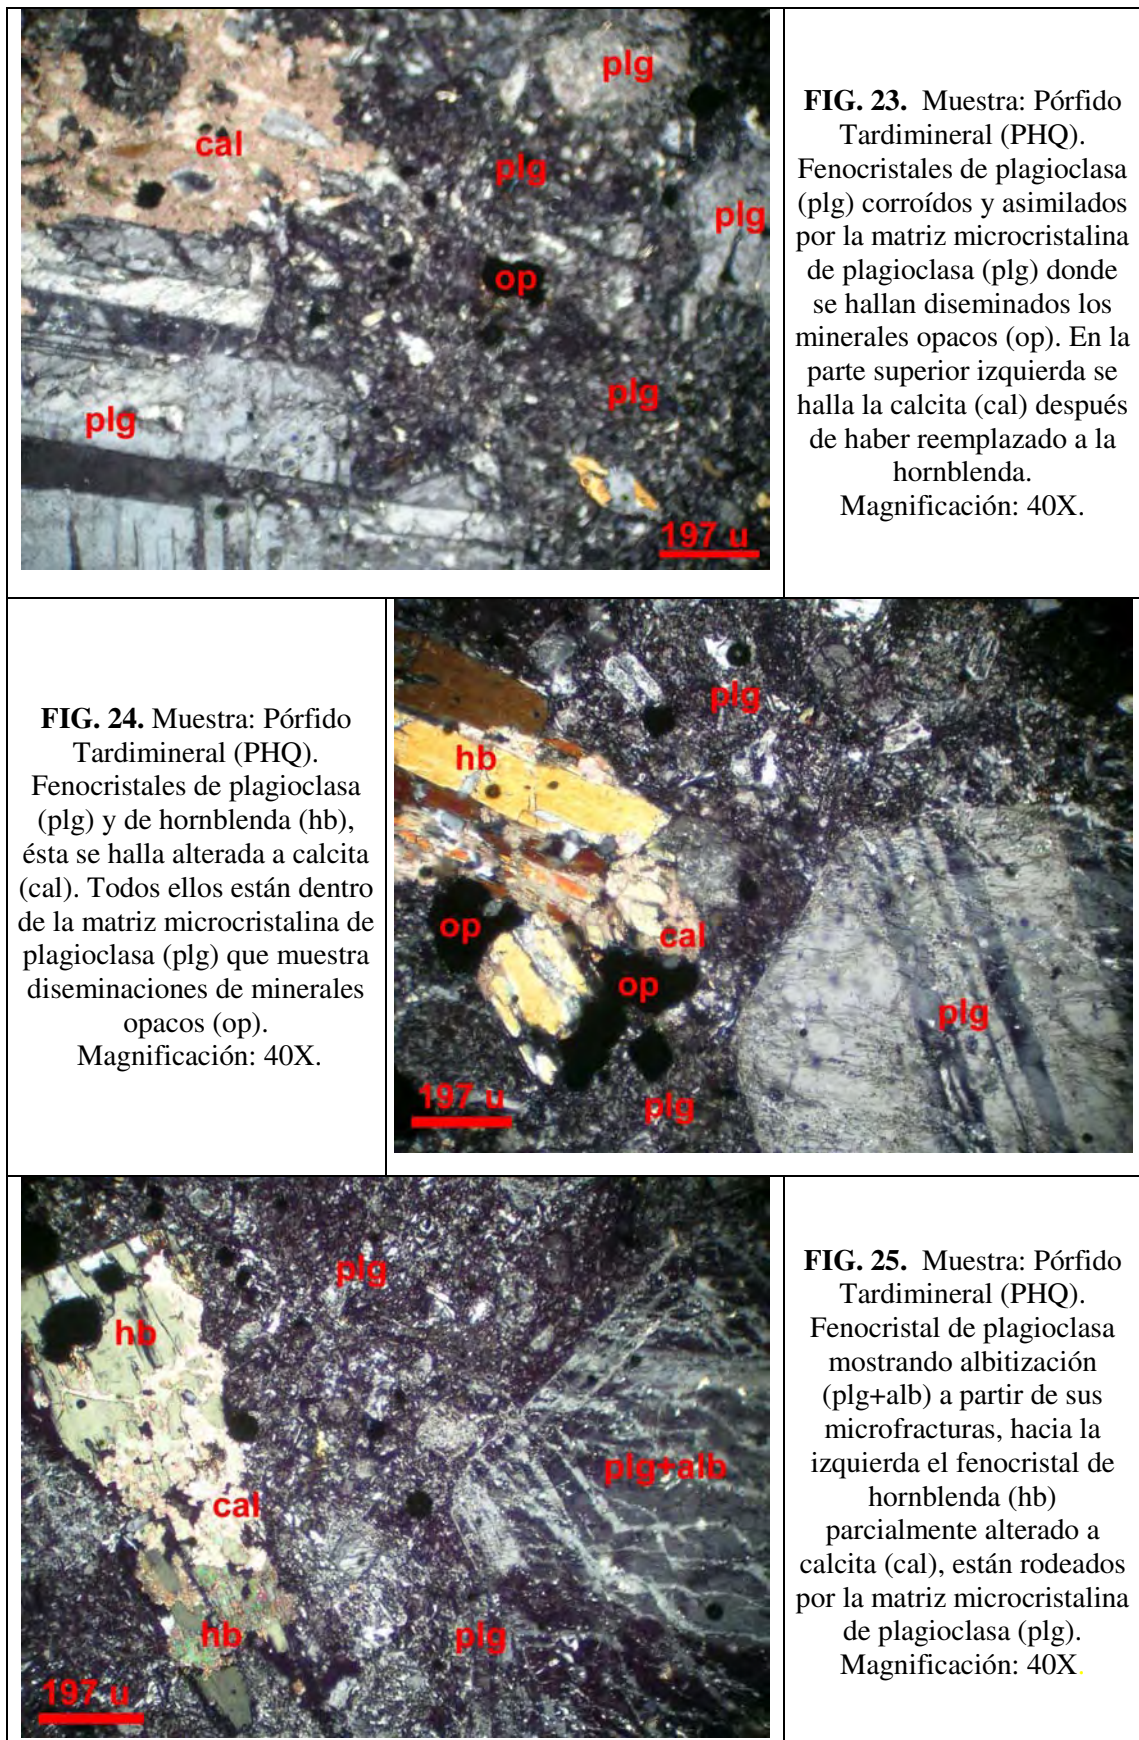 plg
cal
plg
plg
op
plg
plg
197 u
FIG. 23. Muestra: Pórfido
Tardimineral (PHQ).
Fenocristales de plagioclasa
(plg) corroídos y asimilados
por la matriz microcristalina
de plagioclasa (plg) donde
se hallan diseminados los
minerales opacos (op). En la
parte superior izquierda se
halla la calcita (cal) después
de haber reemplazado a la
hornblenda.
Magnificación: 40X.
FIG. 24. Muestra: Pórfido
Tardimineral (PHQ).
Fenocristales de plagioclasa
(plg) y de hornblenda (hb),
ésta se halla alterada a calcita
(cal). Todos ellos están dentro
de la matriz microcristalina de
plagioclasa (plg) que muestra
diseminaciones de minerales
opacos (op).
Magnificación: 40X.
plg
hb
op
cal
op
plg
197 u
plg
plg
hb
plg+alb
cal
hb
plg
197 u
FIG. 25. Muestra: Pórfido
Tardimineral (PHQ).
Fenocristal de plagioclasa
mostrando albitización
(plg+alb) a partir de sus
microfracturas, hacia la
izquierda el fenocristal de
hornblenda (hb)
parcialmente alterado a
calcita (cal), están rodeados
por la matriz microcristalina
de plagioclasa (plg).
Magnificación: 40X.